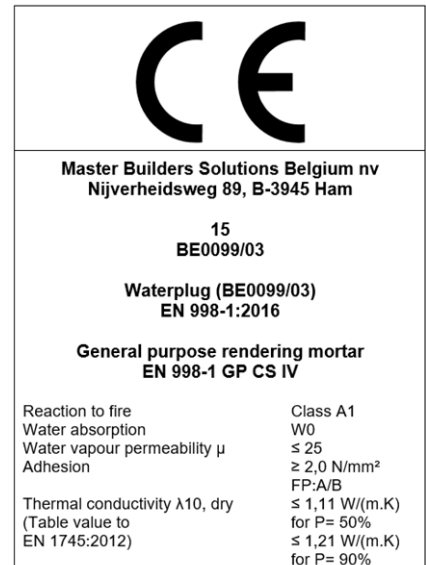 CE
Master Builders Solutions Belgium nv
Nijverheidsweg 89, B-3945 Ham
15
BE0099/03
Waterplug (BE0099/03)
EN 998-1:2016
General purpose rendering mortar
EN 998-1 GP CS IV
Reaction to fire Class A1
Water absorption W0
Water vapour permeability µ ≤ 25
Adhesion ≥ 2,0 N/mm²
FP:A/B
Thermal conductivity λ10, dry ≤ 1,11 W/(m.K)
(Table value to for P= 50%
EN 1745:2012) ≤ 1,21 W/(m.K)
for P= 90%